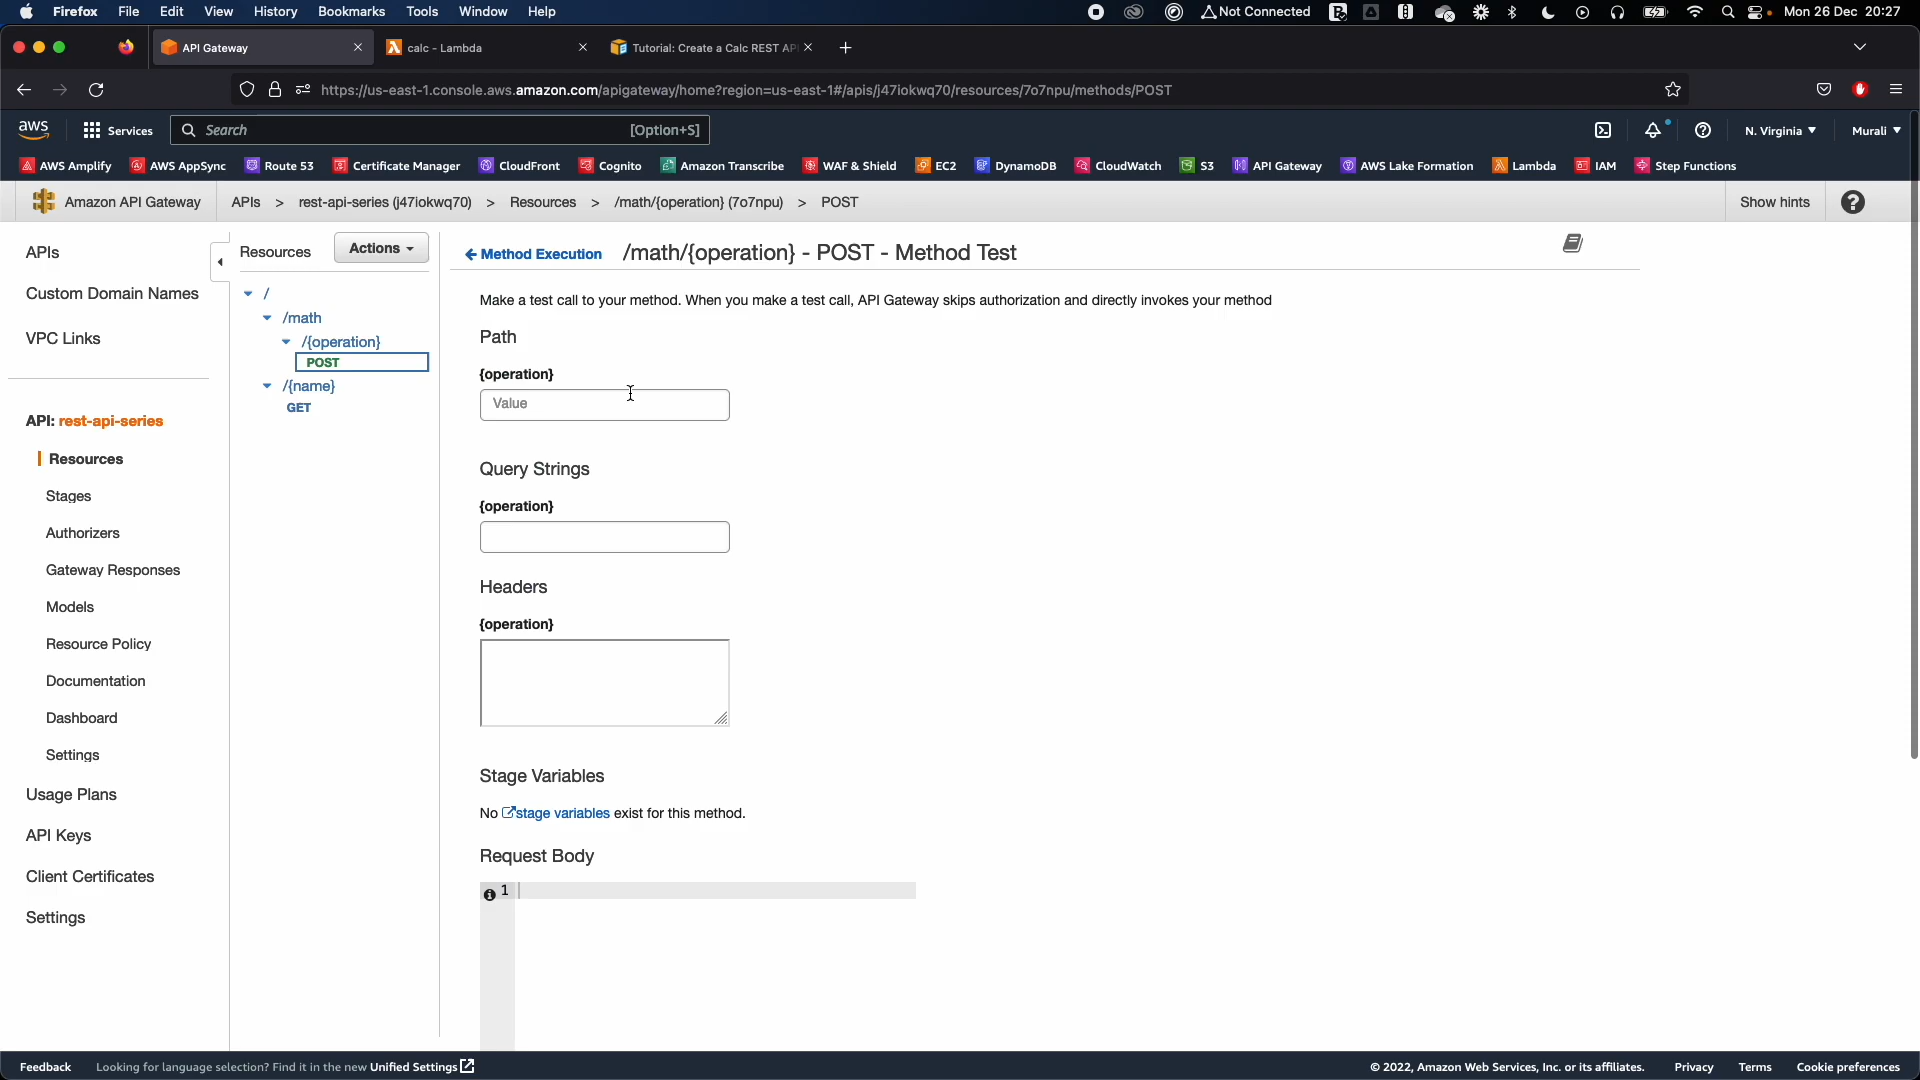 Firefox File Edit View History Bookmarks Tools Window Help
Not Connected
Mon 26 Dec 20:27
API Gateway
calc - Lambda
Tutorial: Create a Calc REST AP
https://us-east-1.console.aws.amazon.com/apigateway/home?region=us-east-1#/apis/j47iokwq70/resources/7o7npu/methods/POST
aws Services Search [Option+S] N. Virginia Murali
AWS Amplify AWS AppSync Route 53 Certificate Manager CloudFront Cognito Amazon Transcribe WAF & Shield EC2 DynamoDB CloudWatch S3 API Gateway AWS Lake Formation Lambda IAM Step Functions
Amazon API Gateway APIs > rest-api-series (j47iokwq70) > Resources > /math/{operation} (7o7npu) > POST Show hints
APIs
Custom Domain Names
VPC Links
API: rest-api-series
Resources
Stages
Authorizers
Gateway Responses
Models
Resource Policy
Documentation
Dashboard
Settings
Usage Plans
API Keys
Client Certificates
Settings
Resources Actions
/
/math
/{operation}
POST
/{name}
GET
Method Execution /math/{operation} - POST - Method Test
Make a test call to your method. When you make a test call, API Gateway skips authorization and directly invokes your method
Path
{operation}
Value
Query Strings
{operation}
Headers
{operation}
Stage Variables
No stage variables exist for this method.
Request Body
1
Feedback Looking for language selection? Find it in the new Unified Settings © 2022, Amazon Web Services, Inc. or its affiliates. Privacy Terms Cookie preferences